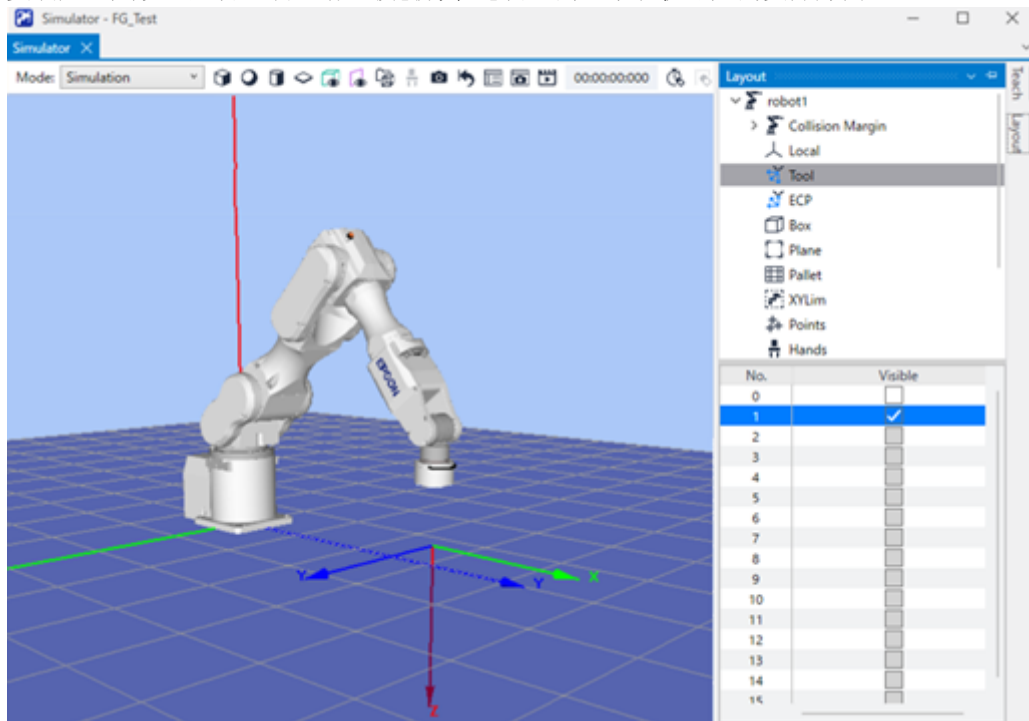 Simulator - FG_Test
Simulator
Mode: Simulation
00:00:00:000
Layout
Teach
Layout
robot1
Collision Margin
Local
Tool
ECP
Box
Plane
Pallet
XYLim
Points
Hands
No. Visible
0
1
2
3
4
5
6
7
8
9
10
11
12
13
14
15
EPSON
Y
Y
X
Z